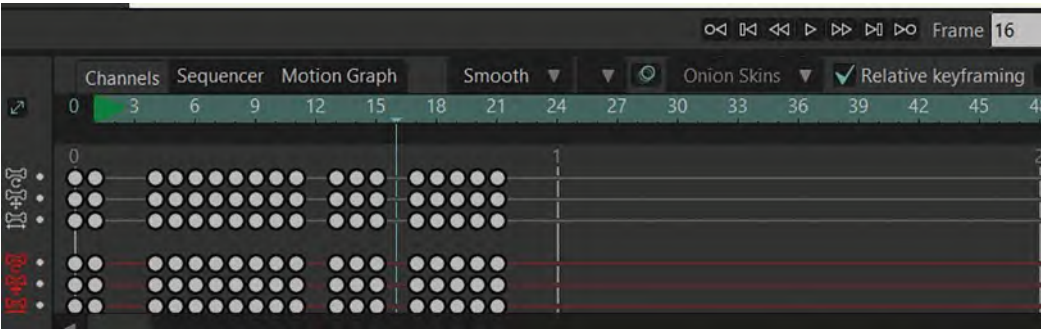 Frame 16
Channels Sequencer Motion Graph Smooth Onion Skins Relative keyframing
0 3 6 9 12 15 18 21 24 27 30 33 36 39 42 45
0 1 2